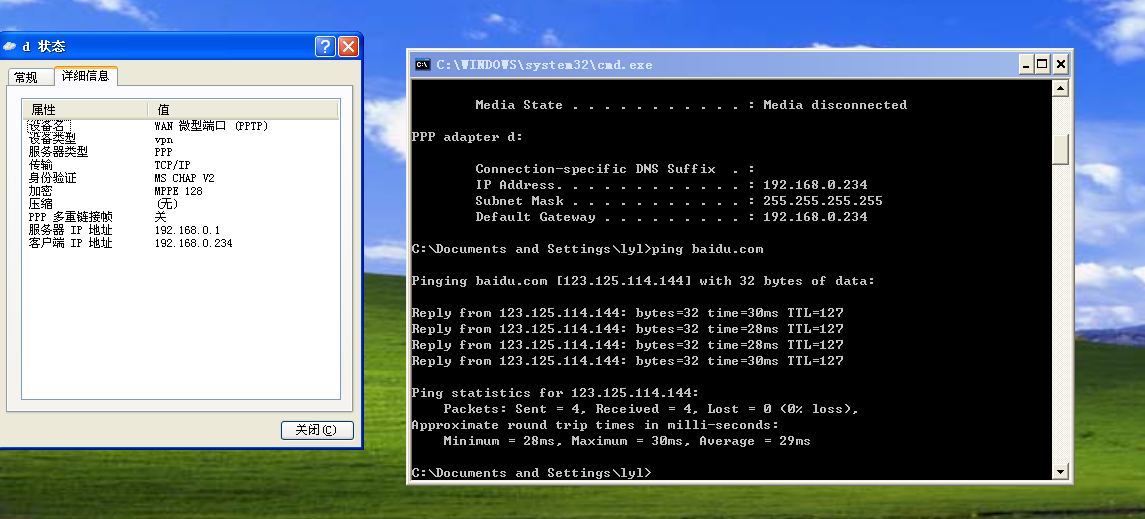 d 状态
常规
详细信息
属性 值
设备名 WAN 微型端口 (PPTP)
设备类型 vpn
服务器类型 PPP
传输 TCP/IP
身份验证 MS CHAP V2
加密 MPPE 128
压缩 (无)
PPP 多重链接帧 关
服务器 IP 地址 192.168.0.1
客户端 IP 地址 192.168.0.234
关闭(C)
C:\WINDOWS\system32\cmd.exe
Media State . . . . . . . . . . . : Media disconnected
PPP adapter d:
Connection-specific DNS Suffix  . :
IP Address. . . . . . . . . . . . : 192.168.0.234
Subnet Mask . . . . . . . . . . . : 255.255.255.255
Default Gateway . . . . . . . . . : 192.168.0.234
C:\Documents and Settings\lyl>ping baidu.com
Pinging baidu.com [123.125.114.144] with 32 bytes of data:
Reply from 123.125.114.144: bytes=32 time=30ms TTL=127
Reply from 123.125.114.144: bytes=32 time=28ms TTL=127
Reply from 123.125.114.144: bytes=32 time=28ms TTL=127
Reply from 123.125.114.144: bytes=32 time=30ms TTL=127
Ping statistics for 123.125.114.144:
Packets: Sent = 4, Received = 4, Lost = 0 (0% loss),
Approximate round trip times in milli-seconds:
Minimum = 28ms, Maximum = 30ms, Average = 29ms
C:\Documents and Settings\lyl>